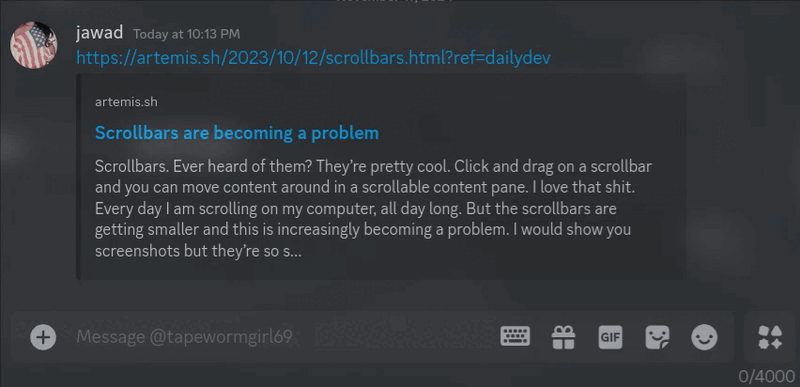 jawad Today at 10:13 PM
https://artemis.sh/2023/10/12/scrollbars.html?ref=dailydev
artemis.sh
Scrollbars are becoming a problem
Scrollbars. Ever heard of them? They're pretty cool. Click and drag on a scrollbar
and you can move content around in a scrollable content pane. I love that shit.
Every day I am scrolling on my computer, all day long. But the scrollbars are
getting smaller and this is increasingly becoming a problem. I would show you
screenshots but they're so s...
Message @tapewormgirl69
GIF
0/4000